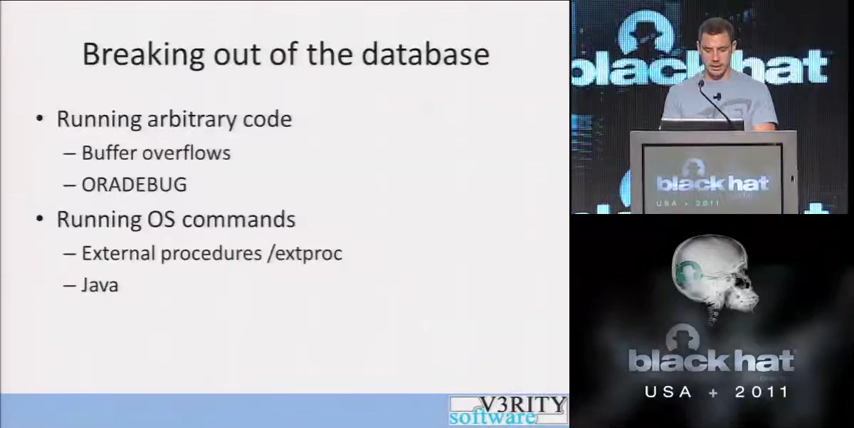 Breaking out of the database
• Running arbitrary code
– Buffer overflows
– ORADEBUG
• Running OS commands
– External procedures /extproc
– Java
V3RITY
software
black hat
black hat
USA + 2011
black hat
USA + 2011